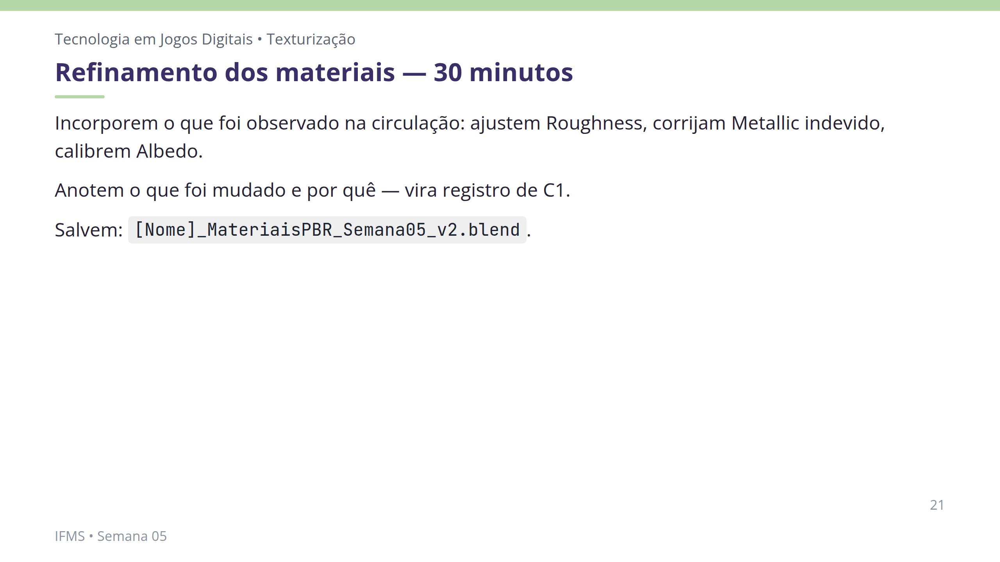 Tecnologia em Jogos Digitais • Texturização
Refinamento dos materiais — 30 minutos
Incorporem o que foi observado na circulação: ajustem Roughness, corrijam Metallic indevido,
calibrem Albedo.
Anotem o que foi mudado e por quê — vira registro de C1.
Salvem: [Nome]_MateriaisPBR_Semana05_v2.blend.
21
IFMS • Semana 05